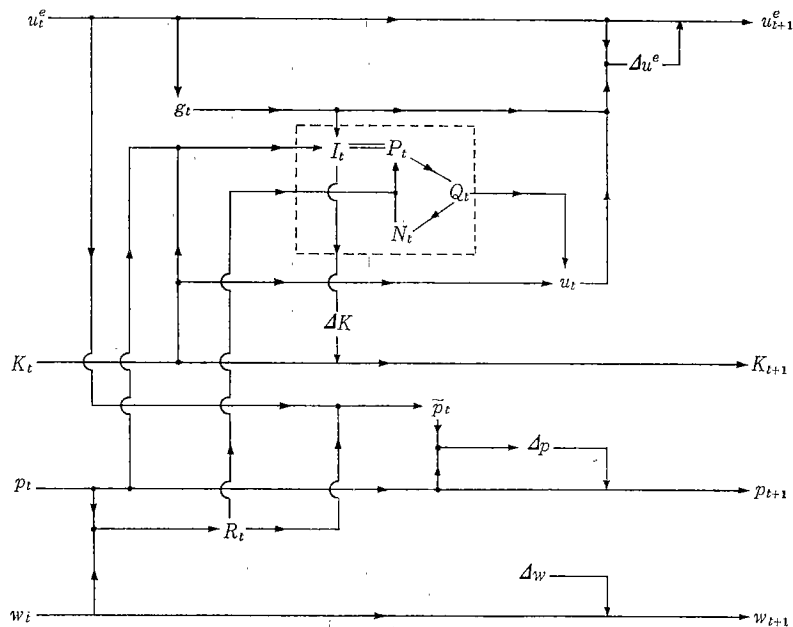 u_t^e u_{t+1}^e
Δu^e
g_t
I_t P_t
Q_t
N_t
u_t
ΔK
K_t K_{t+1}
p̃_t
Δp
p_t p_{t+1}
R_t
Δw
w_t w_{t+1}